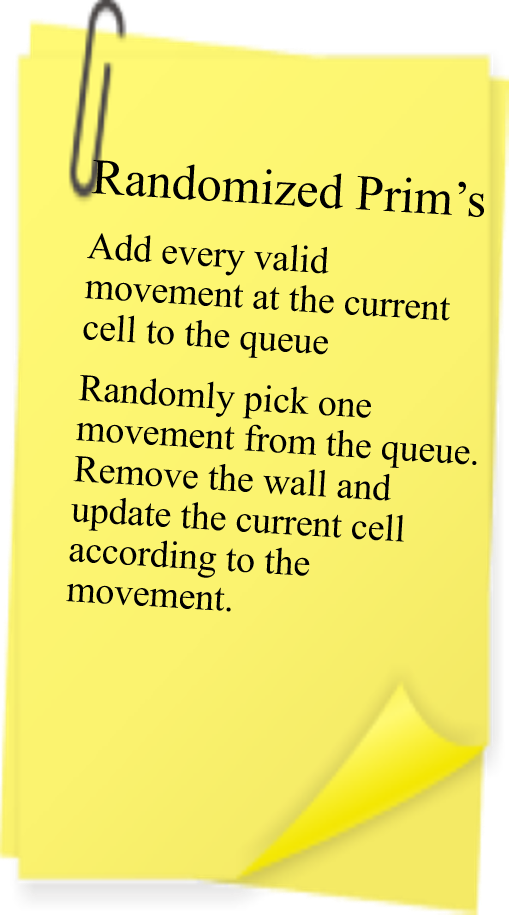 Randomized Prim’s
Add every valid
movement at the current
cell to the queue
Randomly pick one
movement from the queue.
Remove the wall and
update the current cell
according to the
movement.